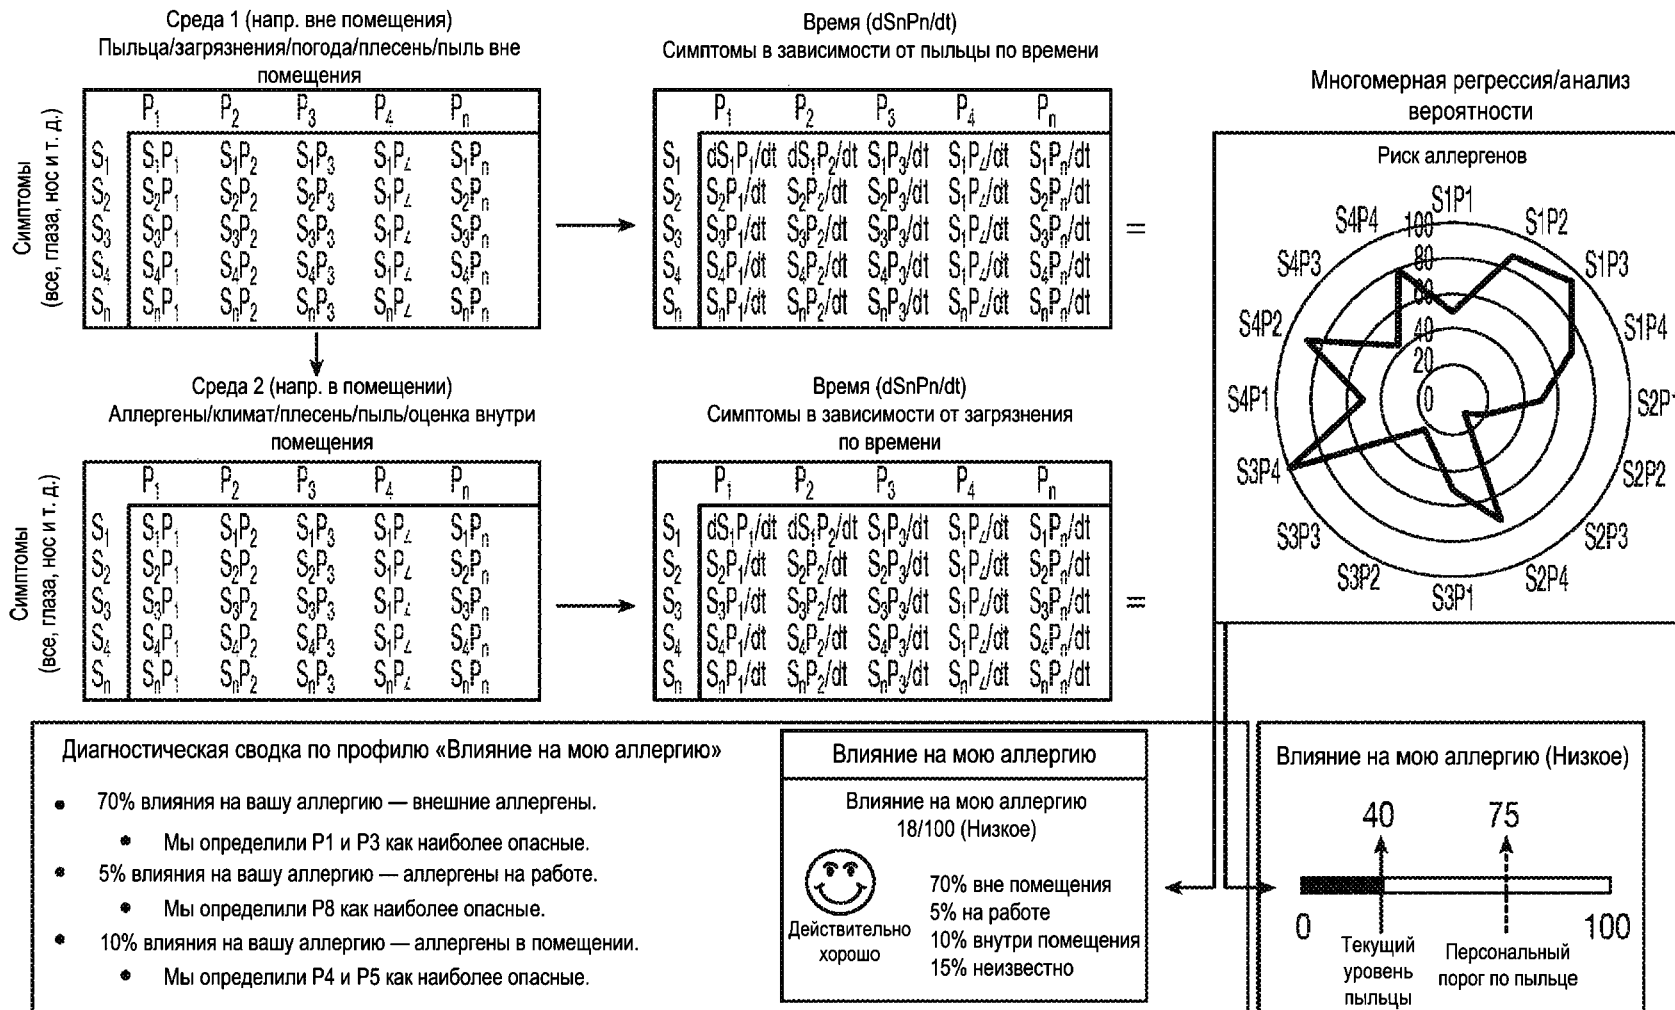 Среда 1 (напр. вне помещения)
Пыльца/загрязнения/погода/плесень/пыль вне
помещения
Симптомы
(все, глаза, нос и т. д.)
P₁ P₂ P₃ P₄ Pₙ
S₁ S₁P₁ S₁P₂ S₁P₃ S₁P₄ S₁Pₙ
S₂ S₂P₁ S₂P₂ S₂P₃ S₁P₄ S₂Pₙ
S₃ S₃P₁ S₃P₂ S₃P₃ S₁P₄ S₃Pₙ
S₄ S₄P₁ S₄P₂ S₄P₃ S₁P₄ S₄Pₙ
Sₙ SₙP₁ SₙP₂ SₙP₃ SₙP₄ SₙPₙ
Время (dSnPn/dt)
Симптомы в зависимости от пыльцы по времени
P₁ P₂ P₃ P₄ Pₙ
S₁ dS₁P₁/dt dS₁P₂/dt S₁P₃/dt S₁P₄/dt S₁Pₙ/dt
S₂ S₂P₁/dt S₂P₂/dt S₂P₃/dt S₁P₄/dt S₂Pₙ/dt
S₃ S₃P₁/dt S₃P₂/dt S₃P₃/dt S₁P₄/dt S₃Pₙ/dt
S₄ S₄P₁/dt S₄P₂/dt S₄P₃/dt S₁P₄/dt S₄Pₙ/dt
Sₙ SₙP₁/dt SₙP₂/dt SₙP₃/dt SₙP₄/dt SₙPₙ/dt
=
Среда 2 (напр. в помещении)
Аллергены/климат/плесень/пыль/оценка внутри
помещения
Симптомы
(все, глаза, нос и т. д.)
P₁ P₂ P₃ P₄ Pₙ
S₁ S₁P₁ S₁P₂ S₁P₃ S₁P₄ S₁Pₙ
S₂ S₂P₁ S₂P₂ S₂P₃ S₁P₄ S₂Pₙ
S₃ S₃P₁ S₃P₂ S₃P₃ S₁P₄ S₃Pₙ
S₄ S₄P₁ S₄P₂ S₄P₃ S₁P₄ S₄Pₙ
Sₙ SₙP₁ SₙP₂ SₙP₃ SₙP₄ SₙPₙ
Время (dSnPn/dt)
Симптомы в зависимости от загрязнения
по времени
P₁ P₂ P₃ P₄ Pₙ
S₁ dS₁P₁/dt dS₁P₂/dt S₁P₃/dt S₁P₄/dt S₁Pₙ/dt
S₂ S₂P₁/dt S₂P₂/dt S₂P₃/dt S₁P₄/dt S₂Pₙ/dt
S₃ S₃P₁/dt S₃P₂/dt S₃P₃/dt S₁P₄/dt S₃Pₙ/dt
S₄ S₄P₁/dt S₄P₂/dt S₄P₃/dt S₁P₄/dt S₄Pₙ/dt
Sₙ SₙP₁/dt SₙP₂/dt SₙP₃/dt SₙP₄/dt SₙPₙ/dt
=
Многомерная регрессия/анализ
вероятности
Риск аллергенов
S1P1
S1P2
S1P3
S1P4
S2P1
S2P2
S2P3
S2P4
S3P1
S3P2
S3P3
S3P4
S4P1
S4P2
S4P3
S4P4
100
80
60
40
20
0
Диагностическая сводка по профилю «Влияние на мою аллергию»
• 70% влияния на вашу аллергию — внешние аллергены.
• Мы определили P1 и P3 как наиболее опасные.
• 5% влияния на вашу аллергию — аллергены на работе.
• Мы определили P8 как наиболее опасные.
• 10% влияния на вашу аллергию — аллергены в помещении.
• Мы определили P4 и P5 как наиболее опасные.
Влияние на мою аллергию
Влияние на мою аллергию
18/100 (Низкое)
Действительно
хорошо
70% вне помещения
5% на работе
10% внутри помещения
15% неизвестно
Влияние на мою аллергию (Низкое)
40 75
0 100
Текущий
уровень
пыльцы
Персональный
порог по пыльце